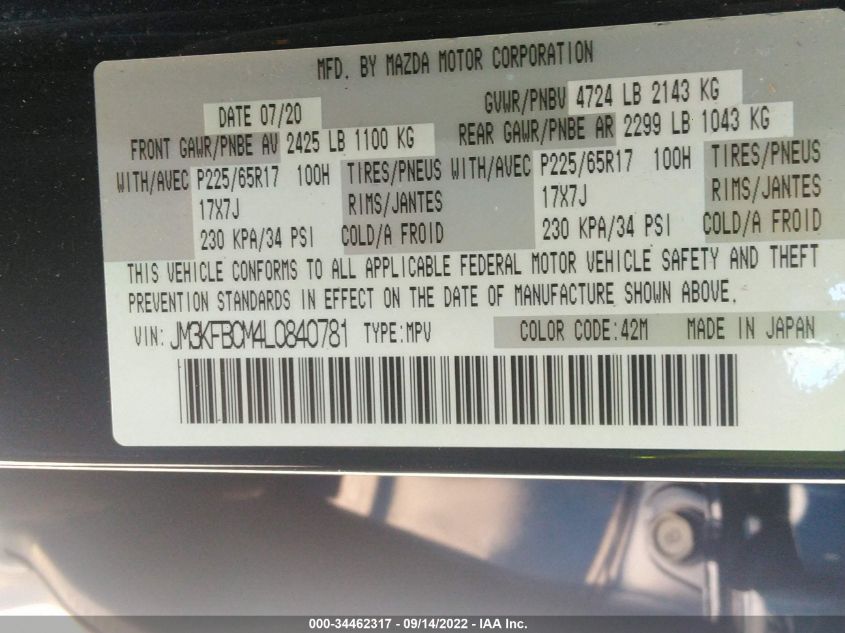 MFD. BY MAZDA MOTOR CORPORATION
DATE 07/20 GVWR/PNBV 4724 LB 2143 KG
FRONT GAWR/PNBE AV 2425 LB 1100 KG REAR GAWR/PNBE AR 2299 LB 1043 KG
WITH/AVEC P225/65R17 100H TIRES/PNEUS WITH/AVEC P225/65R17 100H TIRES/PNEUS
17X7J RIMS/JANTES 17X7J RIMS/JANTES
230 KPA/34 PSI COLD/A FROID 230 KPA/34 PSI COLD/A FROID
THIS VEHICLE CONFORMS TO ALL APPLICABLE FEDERAL MOTOR VEHICLE SAFETY AND THEFT
PREVENTION STANDARDS IN EFFECT ON THE DATE OF MANUFACTURE SHOWN ABOVE.
VIN: JM3KFBCM4L0840781 TYPE:MPV COLOR CODE:42M MADE IN JAPAN
000-34462317 - 09/14/2022 - IAA Inc.